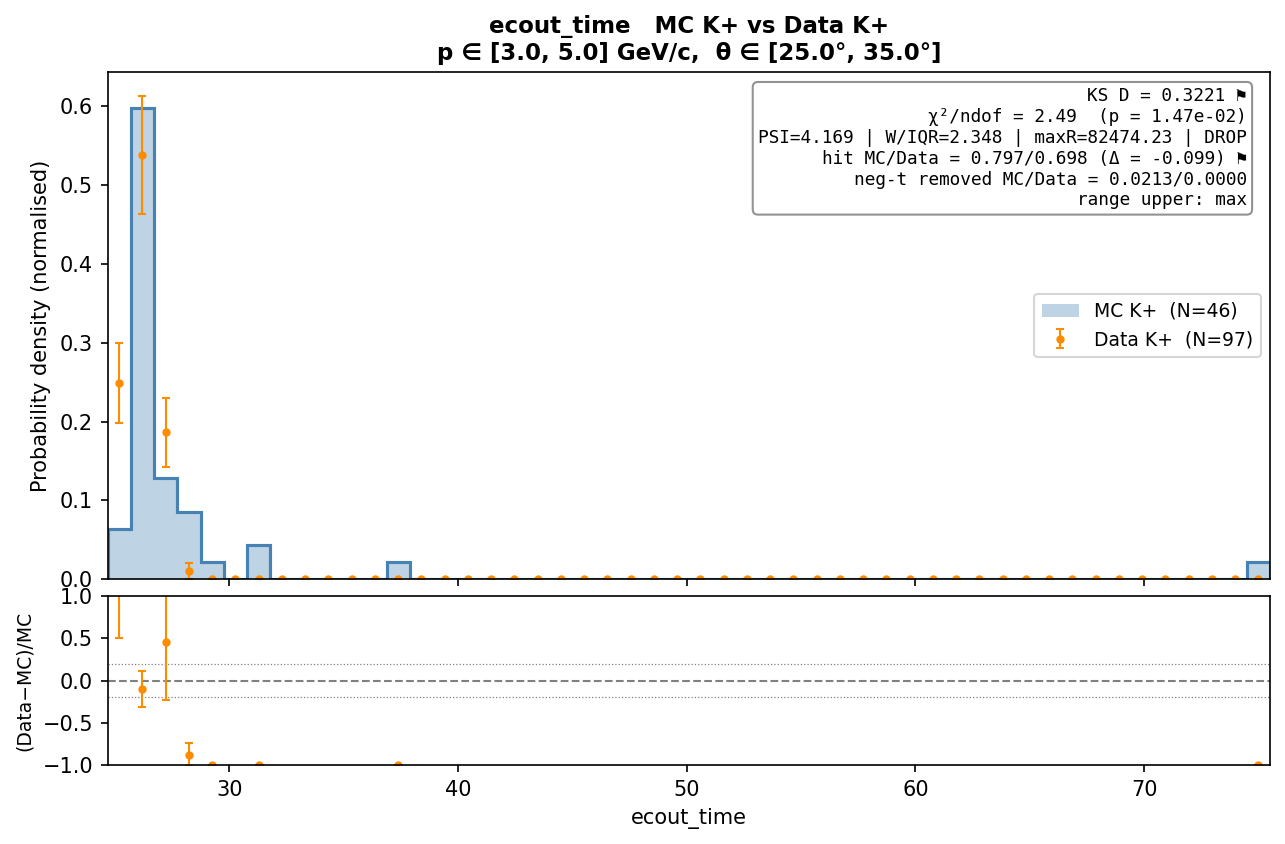 ecout_time   MC K+ vs Data K+
p ∈ [3.0, 5.0] GeV/c,  θ ∈ [25.0°, 35.0°]
KS D = 0.3221 ⚑
χ²/ndof = 2.49  (p = 1.47e-02)
PSI=4.169 | W/IQR=2.348 | maxR=82474.23 | DROP
hit MC/Data = 0.797/0.698 (Δ = -0.099) ⚑
neg-t removed MC/Data = 0.0213/0.0000
range upper: max
MC K+  (N=46)
Data K+  (N=97)
Probability density (normalised)
0.6
0.5
0.4
0.3
0.2
0.1
0.0
(Data−MC)/MC
1.0
0.5
0.0
−0.5
−1.0
30
40
50
60
70
ecout_time